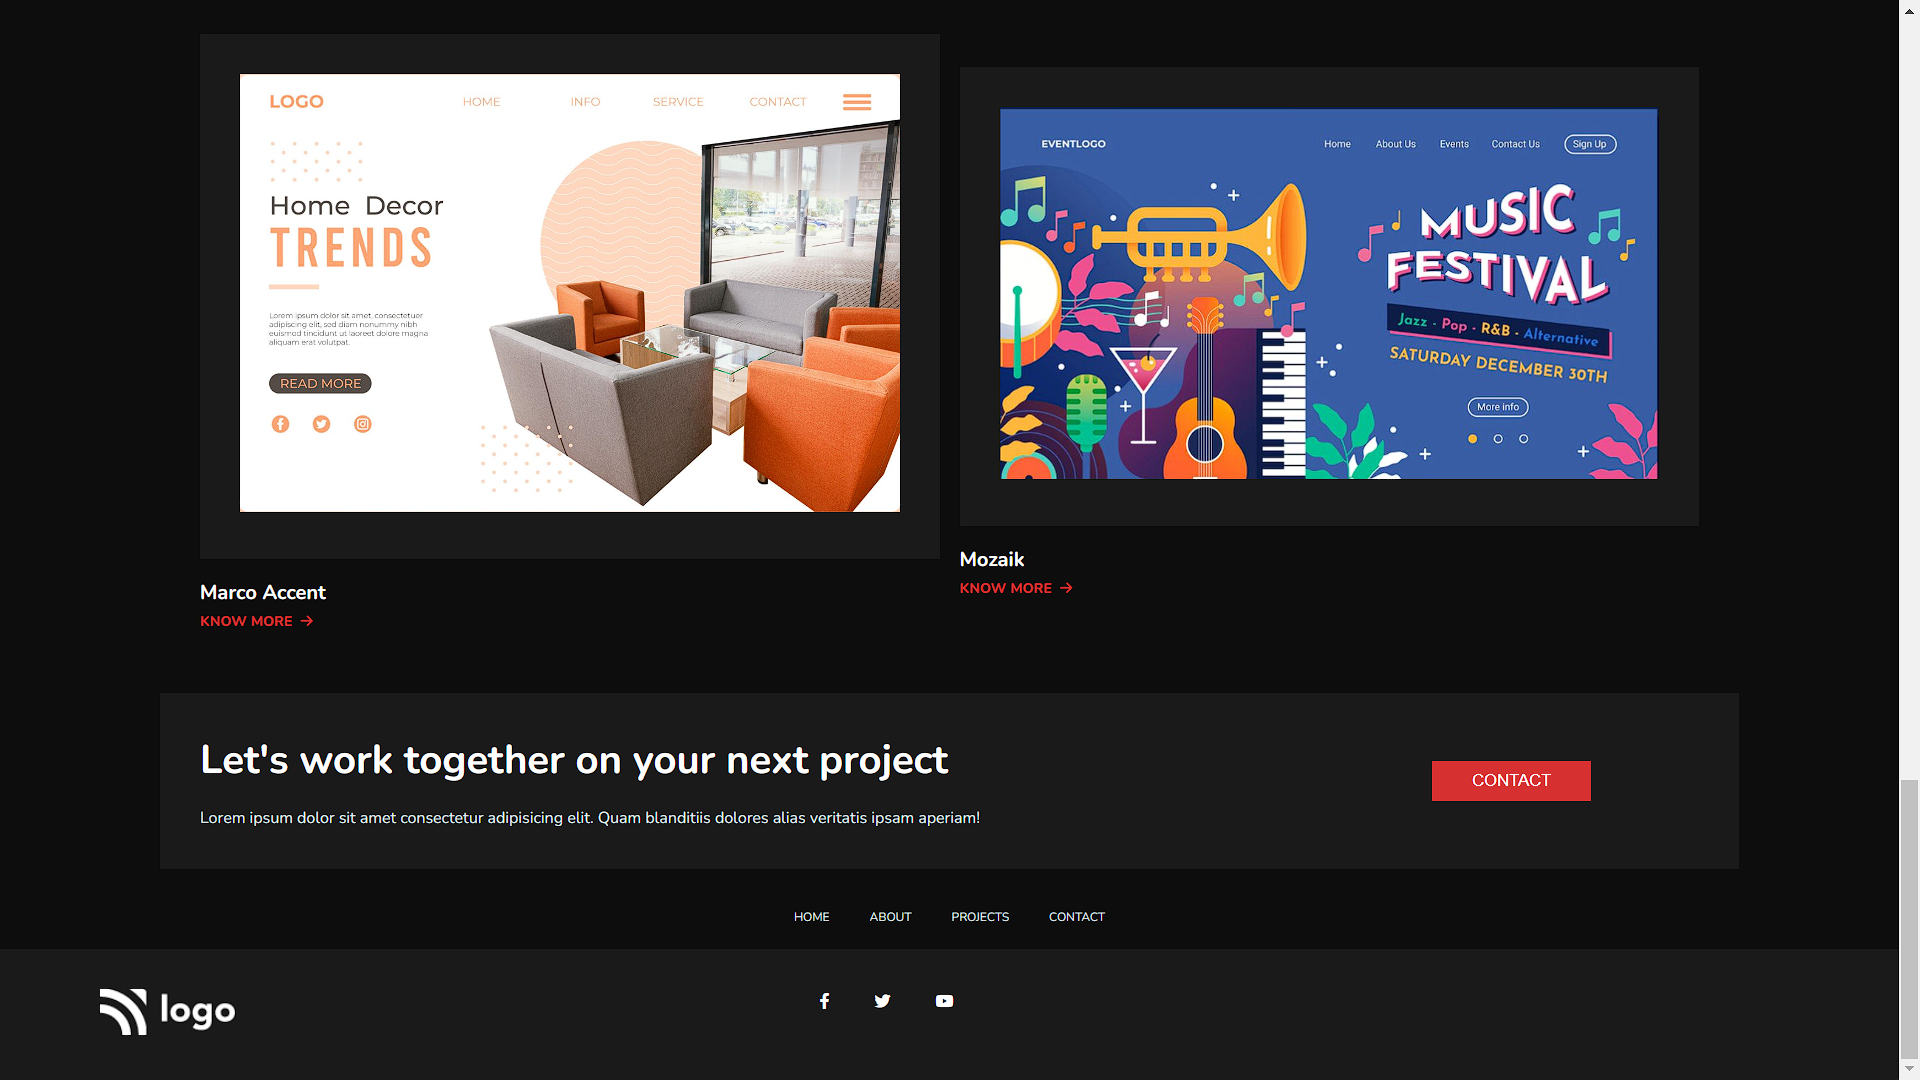 LOGO
HOME
INFO
SERVICE
CONTACT
Home Decor
TRENDS
Lorem ipsum dolor sit amet, consectetuer
adipiscing elit, sed diam nonummy nibh
euismod tincidunt ut laoreet dolore magna
aliquam erat volutpat.
READ MORE
Marco Accent
KNOW MORE →
EVENTLOGO
Home
About Us
Events
Contact Us
Sign Up
MUSIC
FESTIVAL
Jazz - Pop - R&B - Alternative
SATURDAY DECEMBER 30TH
More info
Mozaik
KNOW MORE →
Let's work together on your next project
Lorem ipsum dolor sit amet consectetur adipisicing elit. Quam blanditiis dolores alias veritatis ipsam aperiam!
CONTACT
HOME
ABOUT
PROJECTS
CONTACT
logo